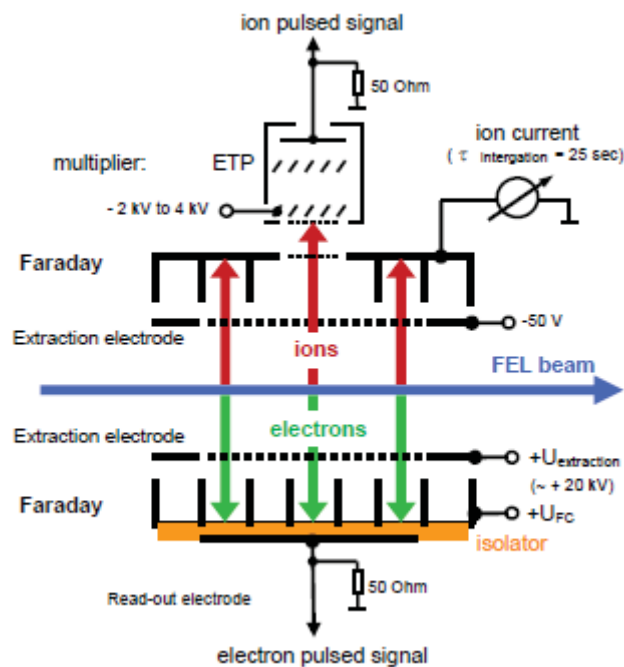 ion pulsed signal
50 Ohm
ion current
( τ Intergation = 25 sec)
multiplier:
ETP
- 2 kV to 4 kV
Faraday
Extraction electrode
-50 V
ions
FEL beam
electrons
Extraction electrode
+Uextraction
(~ + 20 kV)
Faraday
+UFC
isolator
50 Ohm
Read-out electrode
electron pulsed signal